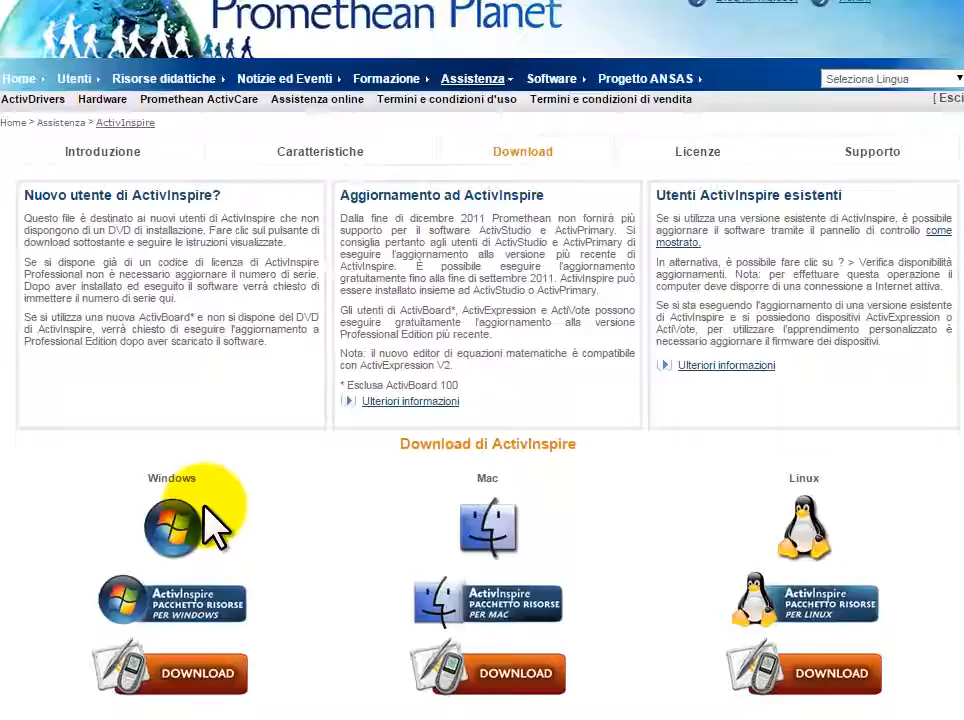 Promethean Planet
Home Utenti Risorse didattiche Notizie ed Eventi Formazione Assistenza Software Progetto ANSAS Seleziona Lingua
ActivDrivers Hardware Promethean ActivCare Assistenza online Termini e condizioni d'uso Termini e condizioni di vendita [ Esci
Home > Assistenza > ActivInspire
Introduzione Caratteristiche Download Licenze Supporto
Nuovo utente di ActivInspire?
Questo file è destinato ai nuovi utenti di ActivInspire che non
dispongono di un DVD di installazione. Fare clic sul pulsante di
download sottostante e seguire le istruzioni visualizzate.
Se si dispone già di un codice di licenza di ActivInspire
Professional non è necessario aggiornare il numero di serie.
Dopo aver installato ed eseguito il software verrà chiesto di
immettere il numero di serie qui.
Se si utilizza una nuova ActivBoard* e non si dispone del DVD
di ActivInspire, verrà chiesto di eseguire l'aggiornamento a
Professional Edition dopo aver scaricato il software.
Aggiornamento ad ActivInspire
Dalla fine di dicembre 2011 Promethean non fornirà più
supporto per il software ActivStudio e ActivPrimary. Si
consiglia pertanto agli utenti di ActivStudio e ActivPrimary di
eseguire l'aggiornamento alla versione più recente di
ActivInspire. È possibile eseguire l'aggiornamento
gratuitamente fino alla fine di settembre 2011. ActivInspire può
essere installato insieme ad ActivStudio o ActivPrimary.
Gli utenti di ActivBoard*, ActivExpression e ActiVote possono
eseguire gratuitamente l'aggiornamento alla versione
Professional Edition più recente.
Nota: il nuovo editor di equazioni matematiche è compatibile
con ActivExpression V2.
* Esclusa ActivBoard 100
Ulteriori informazioni
Utenti ActivInspire esistenti
Se si utilizza una versione esistente di ActivInspire, è possibile
aggiornare il software tramite il pannello di controllo come
mostrato.
In alternativa, è possibile fare clic su ? > Verifica disponibilità
aggiornamenti. Nota: per effettuare questa operazione il
computer deve disporre di una connessione a Internet attiva.
Se si sta eseguendo l'aggiornamento di una versione esistente
di ActivInspire e si possiedono dispositivi ActivExpression o
ActiVote, per utilizzare l'apprendimento personalizzato è
necessario aggiornare il firmware dei dispositivi.
Ulteriori informazioni
Download di ActivInspire
Windows Mac Linux
ActivInspire
PACCHETTO RISORSE
PER WINDOWS
ActivInspire
PACCHETTO RISORSE
PER MAC
ActivInspire
PACCHETTO RISORSE
PER LINUX
DOWNLOAD DOWNLOAD DOWNLOAD